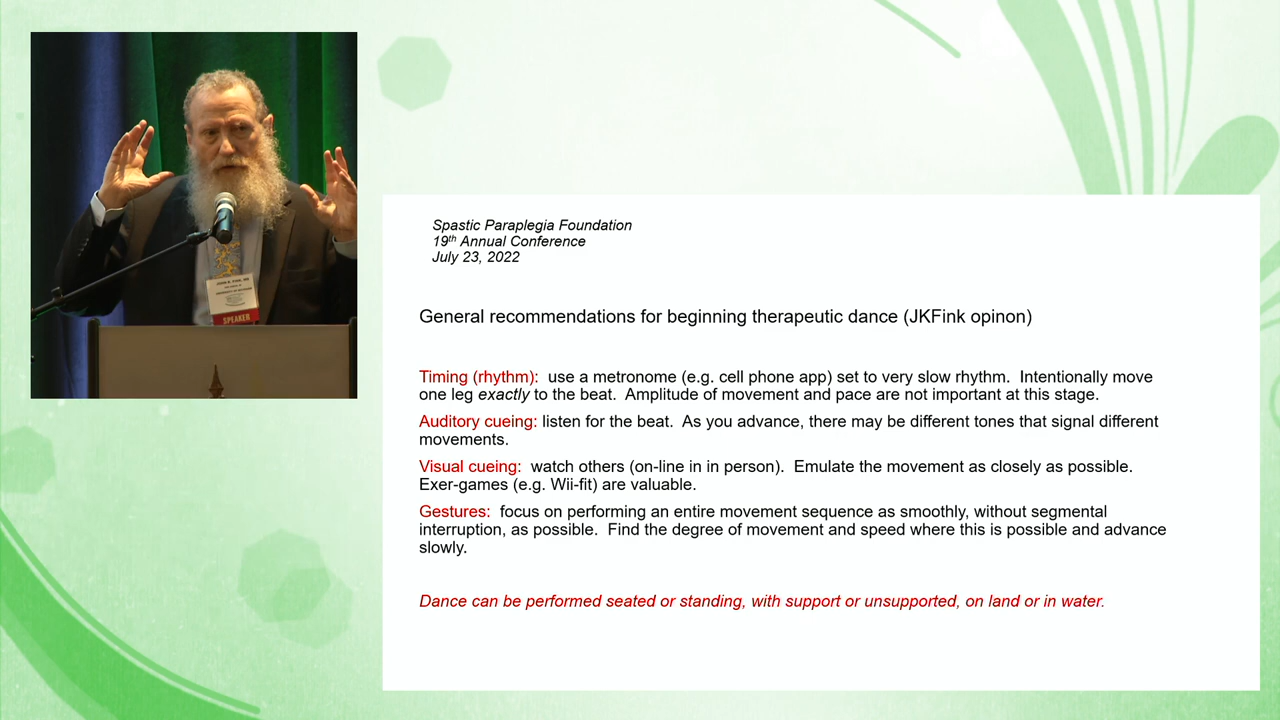 Spastic Paraplegia Foundation
19th Annual Conference
July 23, 2022
General recommendations for beginning therapeutic dance (JKFink opinon)
Timing (rhythm):  use a metronome (e.g. cell phone app) set to very slow rhythm.  Intentionally move
one leg exactly to the beat.  Amplitude of movement and pace are not important at this stage.
Auditory cueing: listen for the beat.  As you advance, there may be different tones that signal different
movements.
Visual cueing:  watch others (on-line in in person).  Emulate the movement as closely as possible.
Exer-games (e.g. Wii-fit) are valuable.
Gestures:  focus on performing an entire movement sequence as smoothly, without segmental
interruption, as possible.  Find the degree of movement and speed where this is possible and advance
slowly.
Dance can be performed seated or standing, with support or unsupported, on land or in water.
SPEAKER